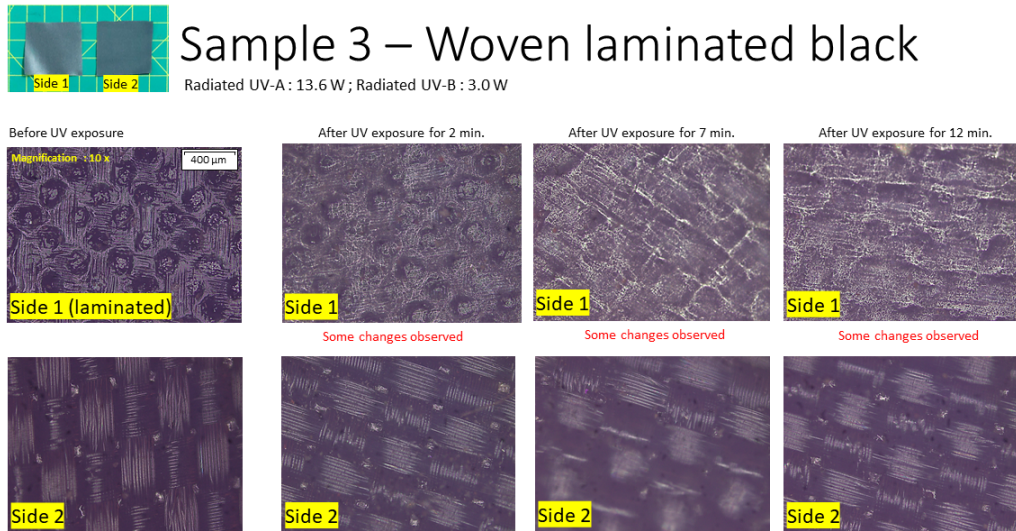 Sample 3 – Woven laminated black
Side 1
Side 2
Radiated UV-A : 13.6 W ; Radiated UV-B : 3.0 W
Before UV exposure
After UV exposure for 2 min.
After UV exposure for 7 min.
After UV exposure for 12 min.
Magnification : 10 x
400 µm
Side 1 (laminated)
Side 1
Side 1
Side 1
Some changes observed
Some changes observed
Some changes observed
Side 2
Side 2
Side 2
Side 2